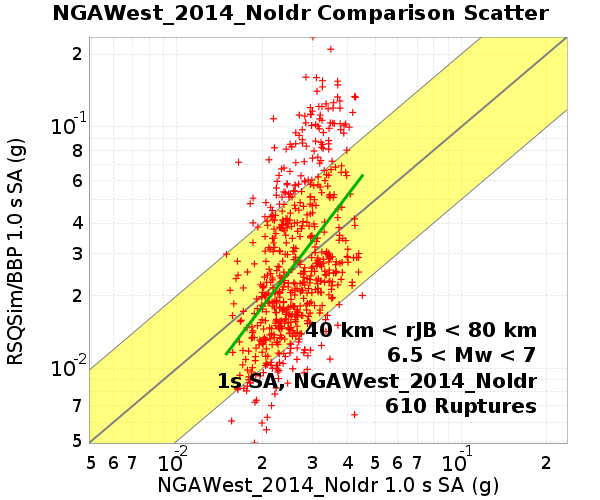 NGAWest_2014_NoIdr Comparison Scatter
RSQSim/BBP 1.0 s SA (g)
2
10-1
8
6
4
3
2
10-2
7
5
40 km < rJB < 80 km
6.5 < Mw < 7
1s SA, NGAWest_2014_NoIdr
610 Ruptures
5 6 7 10-2 2 3 4 5 6 7 10-1 2
NGAWest_2014_NoIdr 1.0 s SA (g)